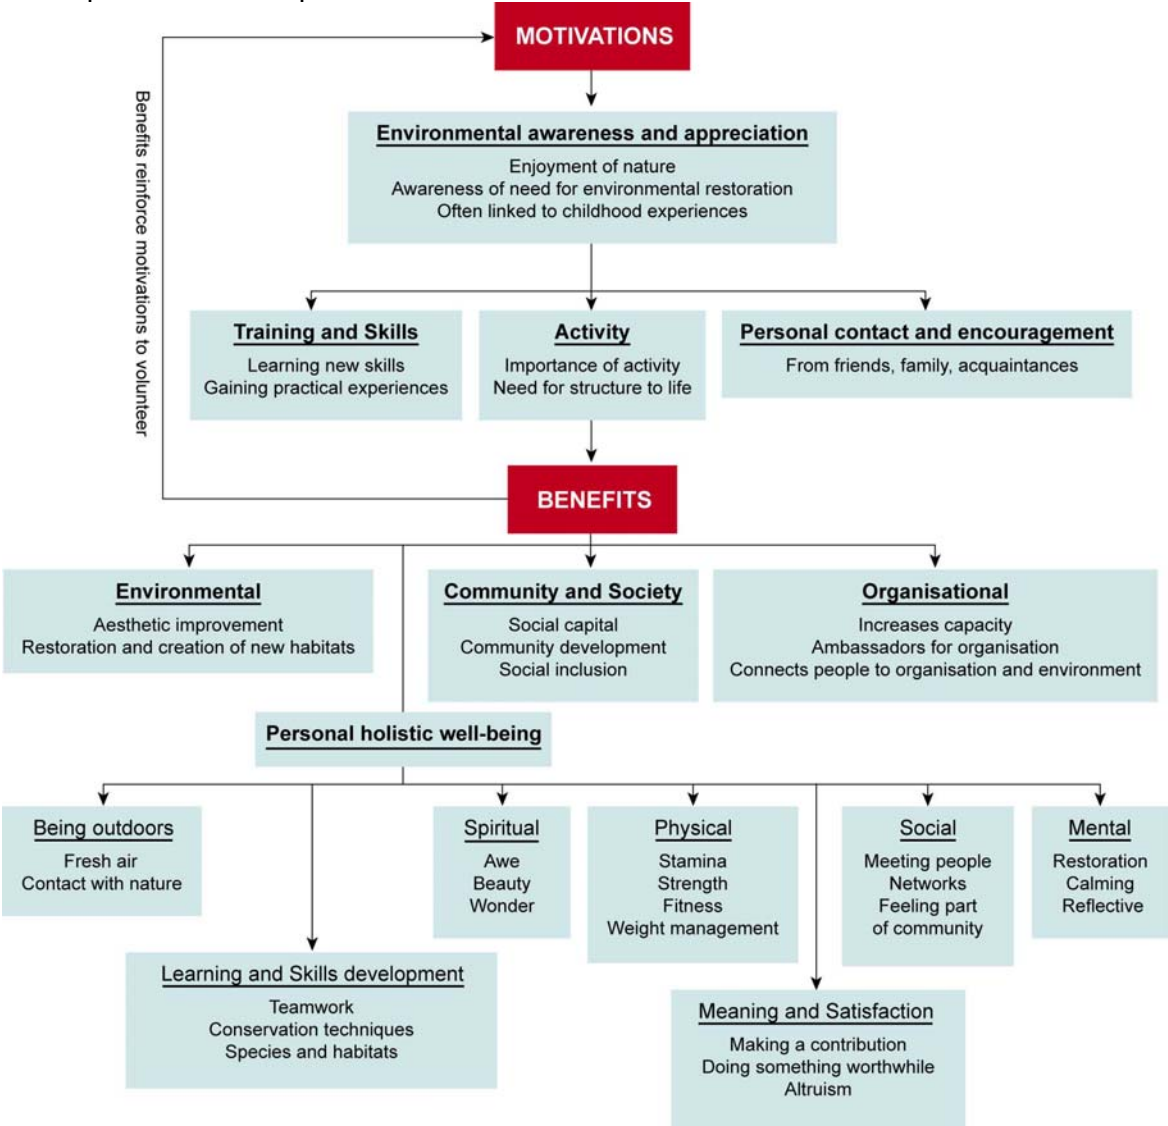 MOTIVATIONS
Benefits reinforce motivations to volunteer
Environmental awareness and appreciation
Enjoyment of nature
Awareness of need for environmental restoration
Often linked to childhood experiences
Training and Skills
Learning new skills
Gaining practical experiences
Activity
Importance of activity
Need for structure to life
Personal contact and encouragement
From friends, family, acquaintances
BENEFITS
Environmental
Aesthetic improvement
Restoration and creation of new habitats
Community and Society
Social capital
Community development
Social inclusion
Organisational
Increases capacity
Ambassadors for organisation
Connects people to organisation and environment
Personal holistic well-being
Being outdoors
Fresh air
Contact with nature
Learning and Skills development
Teamwork
Conservation techniques
Species and habitats
Spiritual
Awe
Beauty
Wonder
Physical
Stamina
Strength
Fitness
Weight management
Meaning and Satisfaction
Making a contribution
Doing something worthwhile
Altruism
Social
Meeting people
Networks
Feeling part
of community
Mental
Restoration
Calming
Reflective